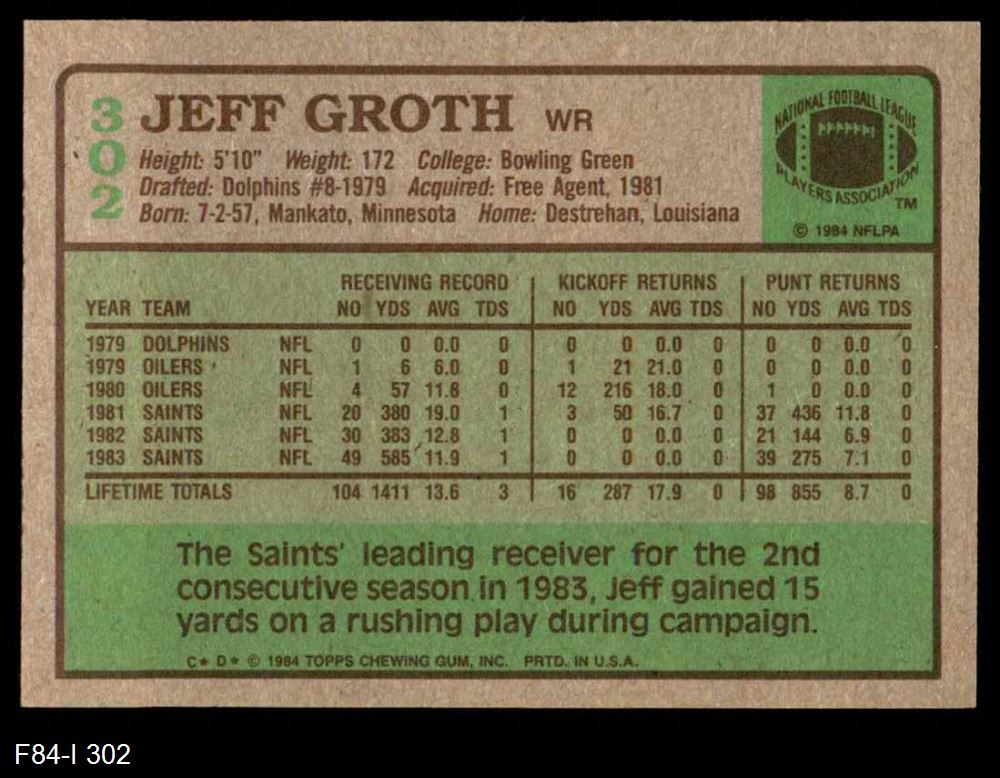 302
JEFF GROTH WR
Height: 5'10" Weight: 172 College: Bowling Green
Drafted: Dolphins #8-1979 Acquired: Free Agent, 1981
Born: 7-2-57, Mankato, Minnesota Home: Destrehan, Louisiana
NATIONAL FOOTBALL LEAGUE
PLAYERS ASSOCIATION TM
© 1984 NFLPA
RECEIVING RECORD KICKOFF RETURNS PUNT RETURNS
YEAR TEAM NO YDS AVG TDS NO YDS AVG TDS NO YDS AVG TDS
1979 DOLPHINS NFL 0 0 0.0 0 0 0 0.0 0 0 0 0.0 0
1979 OILERS NFL 1 6 6.0 0 1 21 21.0 0 0 0 0.0 0
1980 OILERS NFL 4 57 11.8 0 12 216 18.0 0 1 0 0.0 0
1981 SAINTS NFL 20 380 19.0 1 3 50 16.7 0 37 436 11.8 0
1982 SAINTS NFL 30 383 12.8 1 0 0 0.0 0 21 144 6.9 0
1983 SAINTS NFL 49 585 11.9 1 0 0 0.0 0 39 275 7.1 0
LIFETIME TOTALS 104 1411 13.6 3 16 287 17.9 0 98 855 8.7 0
The Saints' leading receiver for the 2nd
consecutive season in 1983, Jeff gained 15
yards on a rushing play during campaign.
C* D* © 1984 TOPPS CHEWING GUM, INC. PRTD. IN U.S.A.
F84-I 302